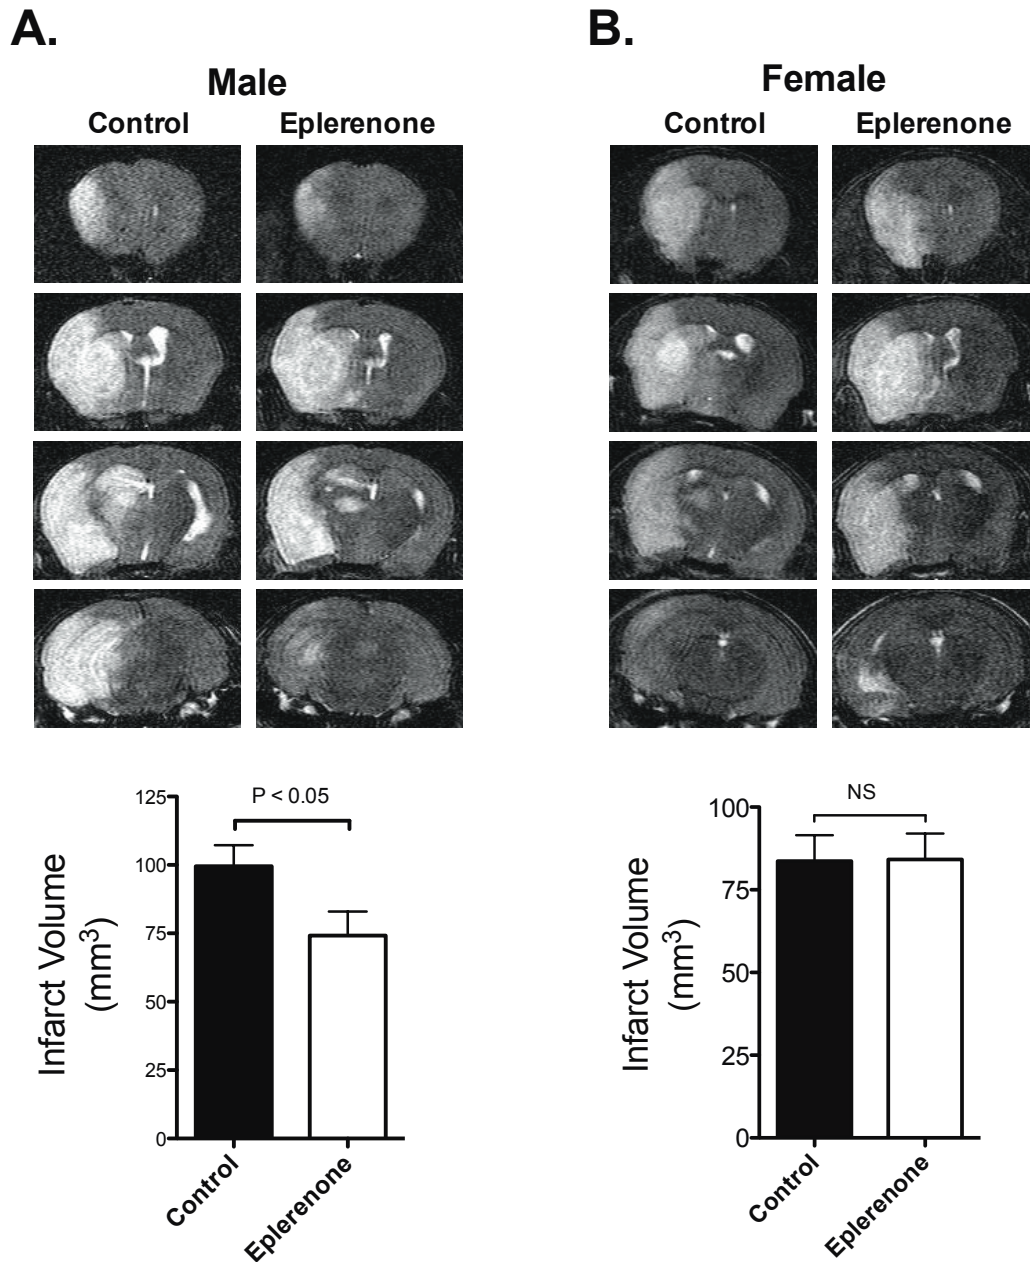 A.
Male
Control Eplerenone
125
100
75
50
25
0
Infarct Volume
(mm³)
P < 0.05
Control
Eplerenone
B.
Female
Control Eplerenone
100
75
50
25
0
Infarct Volume
(mm³)
NS
Control
Eplerenone